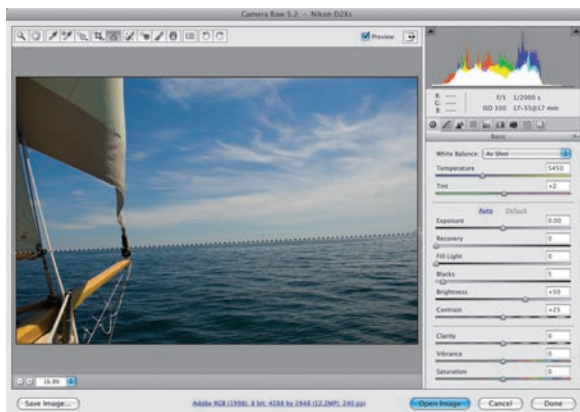 Camera Raw 5.2 - Nikon D2Xs
Preview
R: ---
G: ---
B: ---
f/5 1/2000 s
ISO 100 17-55@17 mm
Basic
White Balance: As Shot
Temperature 5450
Tint +2
Auto Default
Exposure 0.00
Recovery 0
Fill Light 0
Blacks 5
Brightness +50
Contrast +25
Clarity 0
Vibrance 0
Saturation 0
16.8%
Save Image...
Adobe RGB (1998); 8 bit; 4288 by 2848 (12.2MP); 240 ppi
Open Image
Cancel
Done